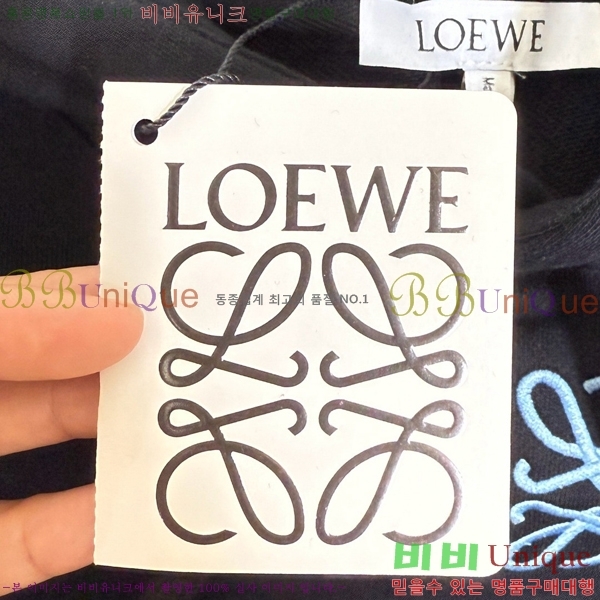 비비유니크
LOEWE
LOEWE
BBUniQue
동종업계 최고의 품질 NO.1
BBUniQue
비비 Unique
믿을수 있는 명품구매대행